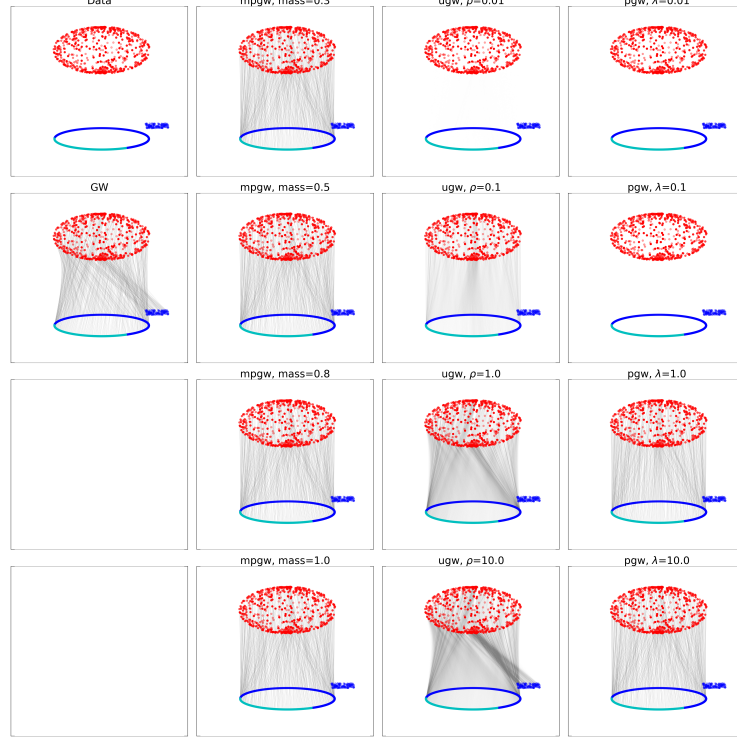 Data mpgw, mass=0.3 ugw, ρ=0.01 pgw, λ=0.01
GW mpgw, mass=0.5 ugw, ρ=0.1 pgw, λ=0.1
mpgw, mass=0.8 ugw, ρ=1.0 pgw, λ=1.0
mpgw, mass=1.0 ugw, ρ=10.0 pgw, λ=10.0